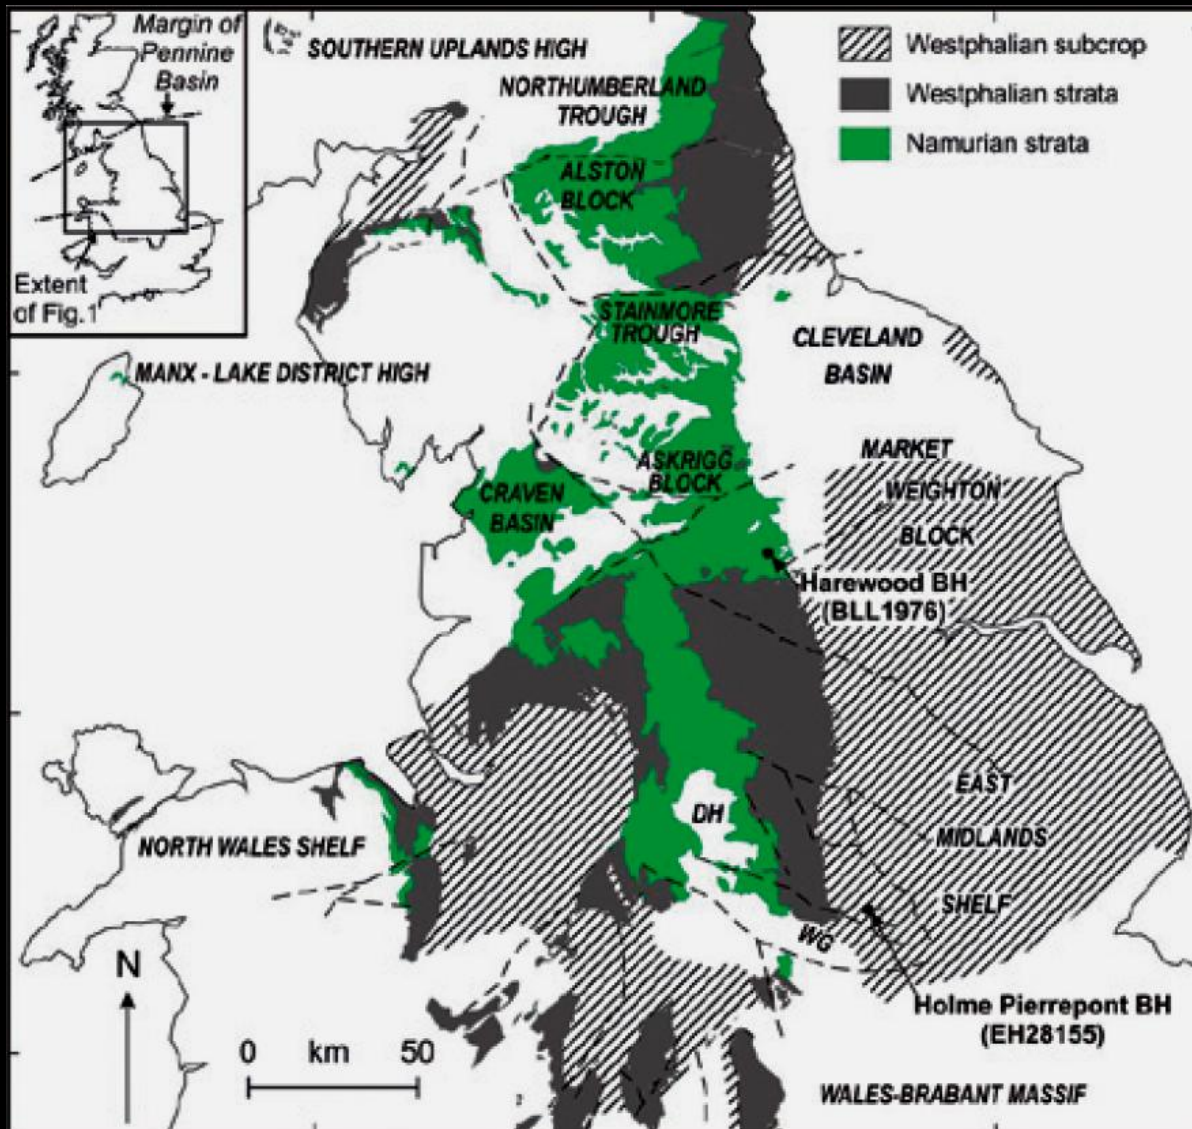 Margin of
Pennine
Basin
Extent
of Fig.1
SOUTHERN UPLANDS HIGH
NORTHUMBERLAND
TROUGH
Westphalian subcrop
Westphalian strata
Namurian strata
ALSTON
BLOCK
STAINMORE
TROUGH
CLEVELAND
BASIN
MANX - LAKE DISTRICT HIGH
MARKET
WEIGHTON
BLOCK
ASKRIGG
BLOCK
CRAVEN
BASIN
Harewood BH
(BLL1976)
EAST
MIDLANDS
SHELF
DH
NORTH WALES SHELF
WG
N
0 km 50
Holme Pierrepont BH
(EH28155)
WALES-BRABANT MASSIF